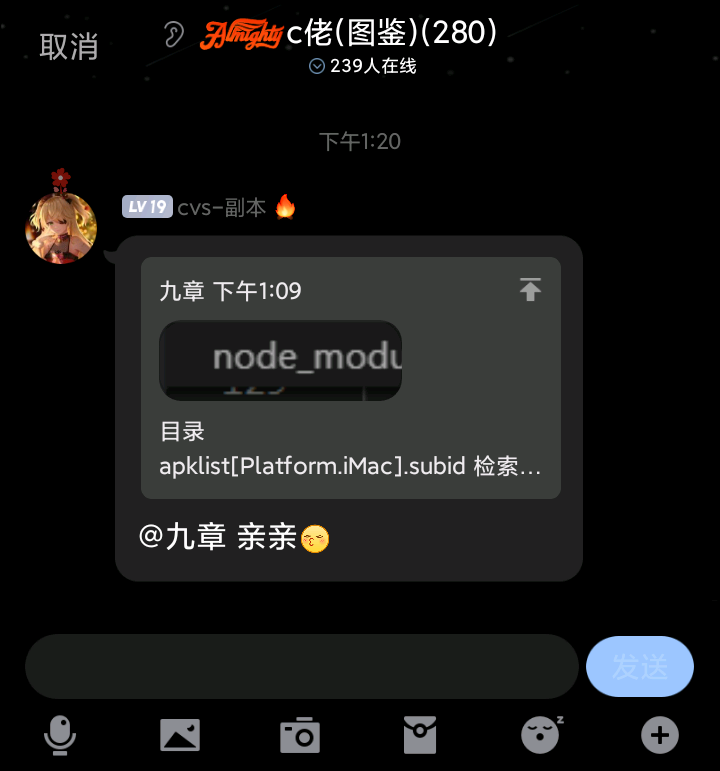 取消
Almighty c佬(图鉴)(280)
239人在线
下午1:20
LV 19 cvs-副本
九章 下午1:09
node_modu
目录
apklist[Platform.iMac].subid 检索…
@九章 亲亲
发送
z